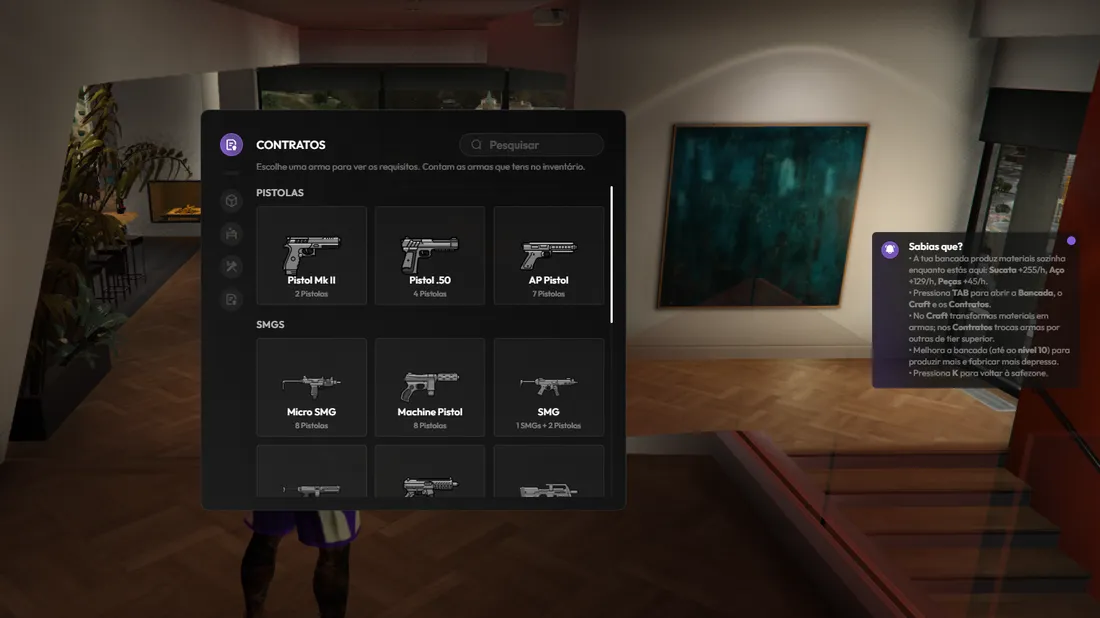 CONTRATOS
Pesquisar
Escolhe uma arma para ver os requisitos. Contam as armas que tens no inventário.
PISTOLAS
Pistol Mk II
2 Pistolas
Pistol .50
4 Pistolas
AP Pistol
7 Pistolas
SMGS
Micro SMG
8 Pistolas
Machine Pistol
8 Pistolas
SMG
1 SMGs + 2 Pistolas
Sabias que?
• A tua bancada produz materiais sozinha
enquanto estás aqui: Sucata +255/h, Aço
+129/h, Peças +45/h.
• Pressiona TAB para abrir a Bancada, o
Craft e os Contratos.
• No Craft transformas materiais em
armas; nos Contratos trocas armas por
outras de tier superior.
• Melhora a bancada (até ao nível 10) para
produzir mais e fabricar mais depressa.
• Pressiona K para voltar à safezone.